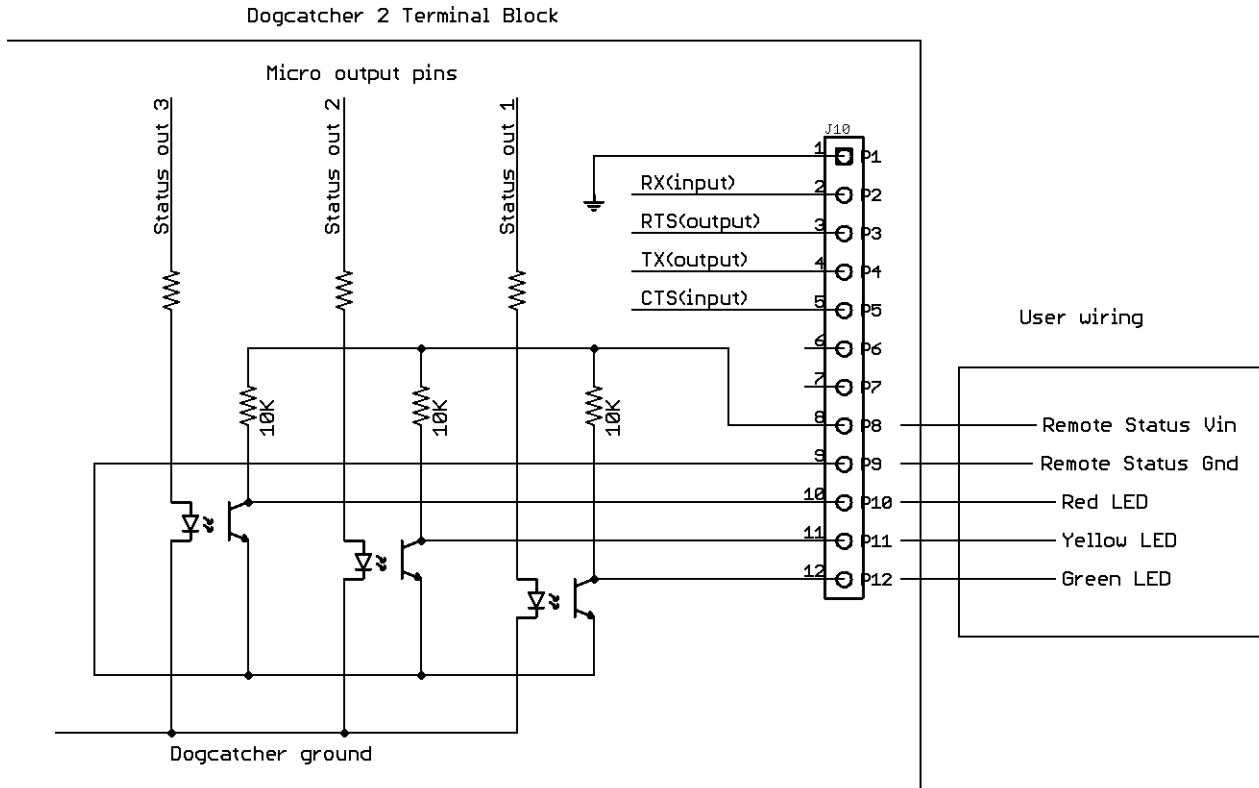 Dogcatcher 2 Terminal Block
Micro output pins
Status out 3
Status out 2
Status out 1
J10
1 P1
RX(input) 2 P2
RTS(output) 3 P3
TX(output) 4 P4
CTS(input) 5 P5
User wiring
6 P6
7 P7
10K
10K
10K
8 P8 Remote Status Vin
9 P9 Remote Status Gnd
10 P10 Red LED
11 P11 Yellow LED
12 P12 Green LED
Dogcatcher ground